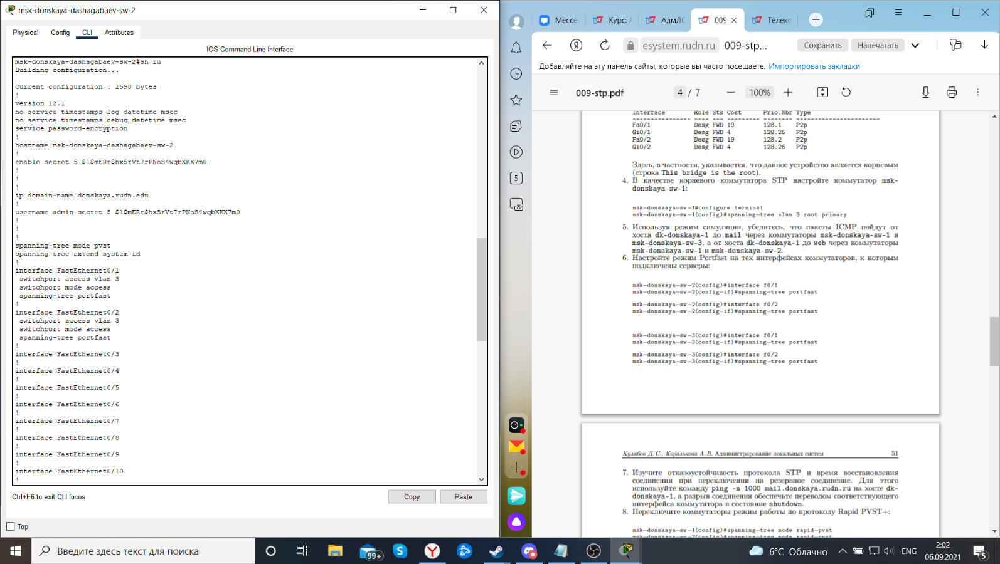 msk-donskaya-dashagabaev-sw-2
Physical Config CLI Attributes
IOS Command Line Interface
msk-donskaya-dashagabaev-sw-2#sh ru
Building configuration...
Current configuration : 1598 bytes
!
version 12.1
no service timestamps log datetime msec
no service timestamps debug datetime msec
service password-encryption
!
hostname msk-donskaya-dashagabaev-sw-2
!
enable secret 5 $1$mERr$hx5rVt7rPNoS4wqbXKX7m0
!
!
!
ip domain-name donskaya.rudn.edu
!
username admin secret 5 $1$mERr$hx5rVt7rPNoS4wqbXKX7m0
!
!
!
spanning-tree mode pvst
spanning-tree extend system-id
!
interface FastEthernet0/1
switchport access vlan 3
switchport mode access
spanning-tree portfast
!
interface FastEthernet0/2
switchport access vlan 3
switchport mode access
spanning-tree portfast
!
interface FastEthernet0/3
!
interface FastEthernet0/4
!
interface FastEthernet0/5
!
interface FastEthernet0/6
!
interface FastEthernet0/7
!
interface FastEthernet0/8
!
interface FastEthernet0/9
!
interface FastEthernet0/10
!
Ctrl+F6 to exit CLI focus
Copy
Paste
Top
Мессе
Курс: А
АдмЛС
009
Телекс
esystem.rudn.ru
009-stp...
Сохранить
Напечатать
Добавляйте на эту панель сайты, которые вы часто посещаете. Импортировать закладки
009-stp.pdf
4 / 7
100%
5
Interface Role Sts Cost Prio.Nbr Type
---------------- ---- --- --------- -------- --------------------------
Fa0/1 Desg FWD 19 128.1 P2p
Gi0/1 Desg FWD 4 128.25 P2p
Fa0/2 Desg FWD 19 128.2 P2p
Gi0/2 Desg FWD 4 128.26 P2p
Здесь, в частности, указывается, что данное устройство является корневым
(строка This bridge is the root).
4. В качестве корневого коммутатора STP настройте коммутатор msk-
donskaya-sw-1:
msk-donskaya-sw-1#configure terminal
msk-donskaya-sw-1(config)#spanning-tree vlan 3 root primary
5. Используя режим симуляции, убедитесь, что пакеты ICMP пойдут от
хоста dk-donskaya-1 до mail через коммутаторы msk-donskaya-sw-1 и
msk-donskaya-sw-3, а от хоста dk-donskaya-1 до web через коммутаторы
msk-donskaya-sw-1 и msk-donskaya-sw-2.
6. Настройте режим Portfast на тех интерфейсах коммутаторов, к которым
подключены серверы:
msk-donskaya-sw-2(config)#interface f0/1
msk-donskaya-sw-2(config-if)#spanning-tree portfast
msk-donskaya-sw-2(config)#interface f0/2
msk-donskaya-sw-2(config-if)#spanning-tree portfast
msk-donskaya-sw-3(config)#interface f0/1
msk-donskaya-sw-3(config-if)#spanning-tree portfast
msk-donskaya-sw-3(config)#interface f0/2
msk-donskaya-sw-3(config-if)#spanning-tree portfast
Кулябов Д. С., Королькова А. В. Администрирование локальных систем 51
7. Изучите отказоустойчивость протокола STP и время восстановления
соединения при переключении на резервное соединение. Для этого
используйте команду ping -n 1000 mail.donskaya.rudn.ru на хосте dk-
donskaya-1, а разрыв соединения обеспечьте переводом соответствующего
интерфейса коммутатора в состояние shutdown.
8. Переключите коммутаторы режим работы по протоколу Rapid PVST+:
msk-donskaya-sw-1(config)#spanning-tree mode rapid-pvst
msk-donskaya-sw-2(config)#spanning-tree mode rapid-pvst
Введите здесь текст для поиска
99+
6°C Облачно
ENG
2:02
06.09.2021
5